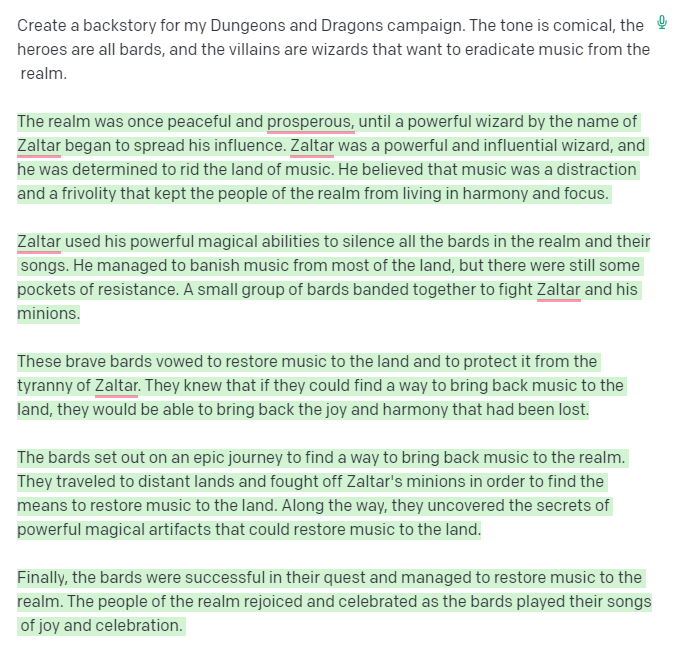 Create a backstory for my Dungeons and Dragons campaign. The tone is comical, the
heroes are all bards, and the villains are wizards that want to eradicate music from the
realm.
The realm was once peaceful and prosperous, until a powerful wizard by the name of
Zaltar began to spread his influence. Zaltar was a powerful and influential wizard, and
he was determined to rid the land of music. He believed that music was a distraction
and a frivolity that kept the people of the realm from living in harmony and focus.
Zaltar used his powerful magical abilities to silence all the bards in the realm and their
songs. He managed to banish music from most of the land, but there were still some
pockets of resistance. A small group of bards banded together to fight Zaltar and his
minions.
These brave bards vowed to restore music to the land and to protect it from the
tyranny of Zaltar. They knew that if they could find a way to bring back music to the
land, they would be able to bring back the joy and harmony that had been lost.
The bards set out on an epic journey to find a way to bring back music to the realm.
They traveled to distant lands and fought off Zaltar's minions in order to find the
means to restore music to the land. Along the way, they uncovered the secrets of
powerful magical artifacts that could restore music to the land.
Finally, the bards were successful in their quest and managed to restore music to the
realm. The people of the realm rejoiced and celebrated as the bards played their songs
of joy and celebration.